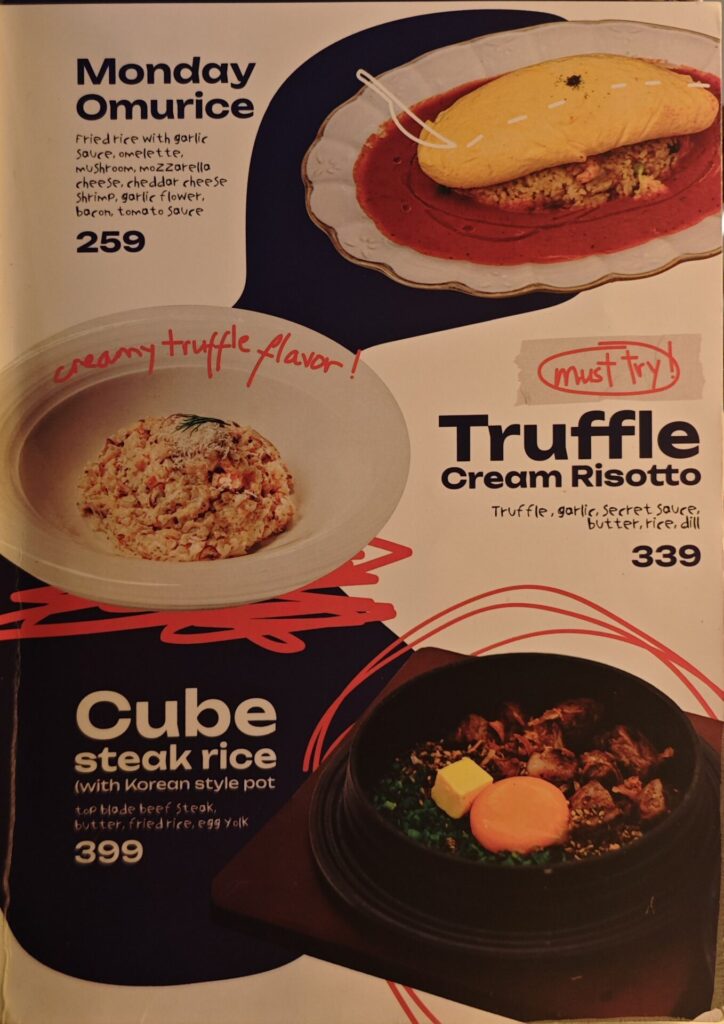 Monday
Omurice
Fried rice with garlic
Sauce, omelette,
mushroom, mozzarella
cheese, cheddar cheese
Shrimp, garlic flower,
bacon, tomato sauce
259
creamy truffle flavor!
must try!
Truffle
Cream Risotto
Truffle, garlic, Secret Sauce,
butter, rice, dill
339
Cube
steak rice
(with Korean style pot
top blade beef steak,
butter, fried rice, egg yolk
399